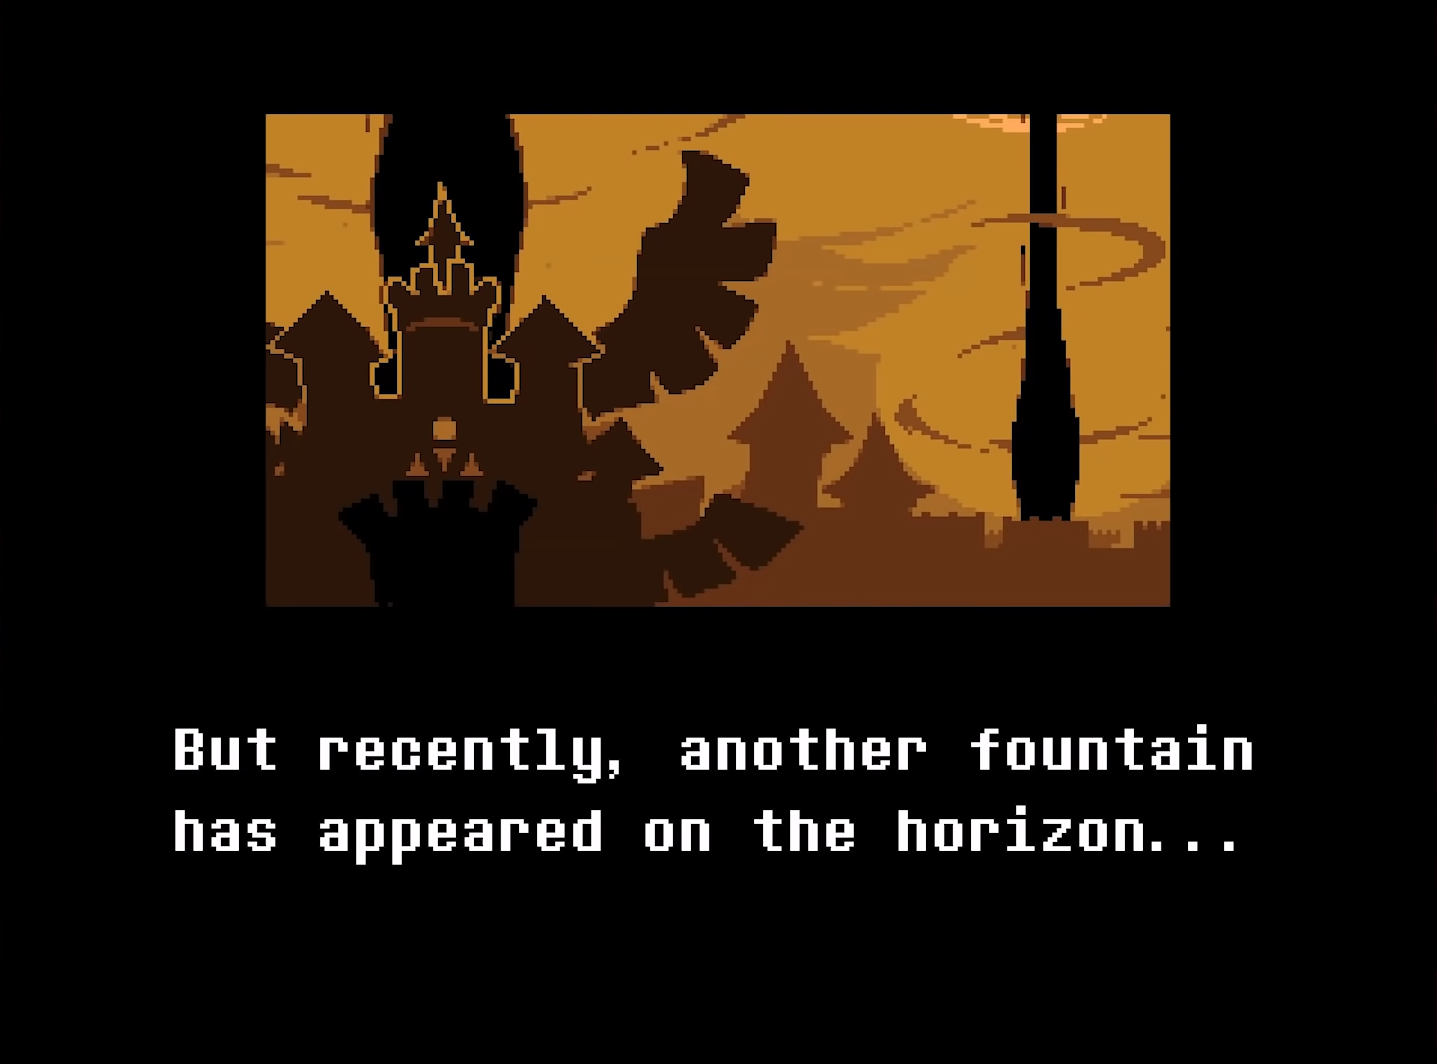 But recently, another fountain
has appeared on the horizon...